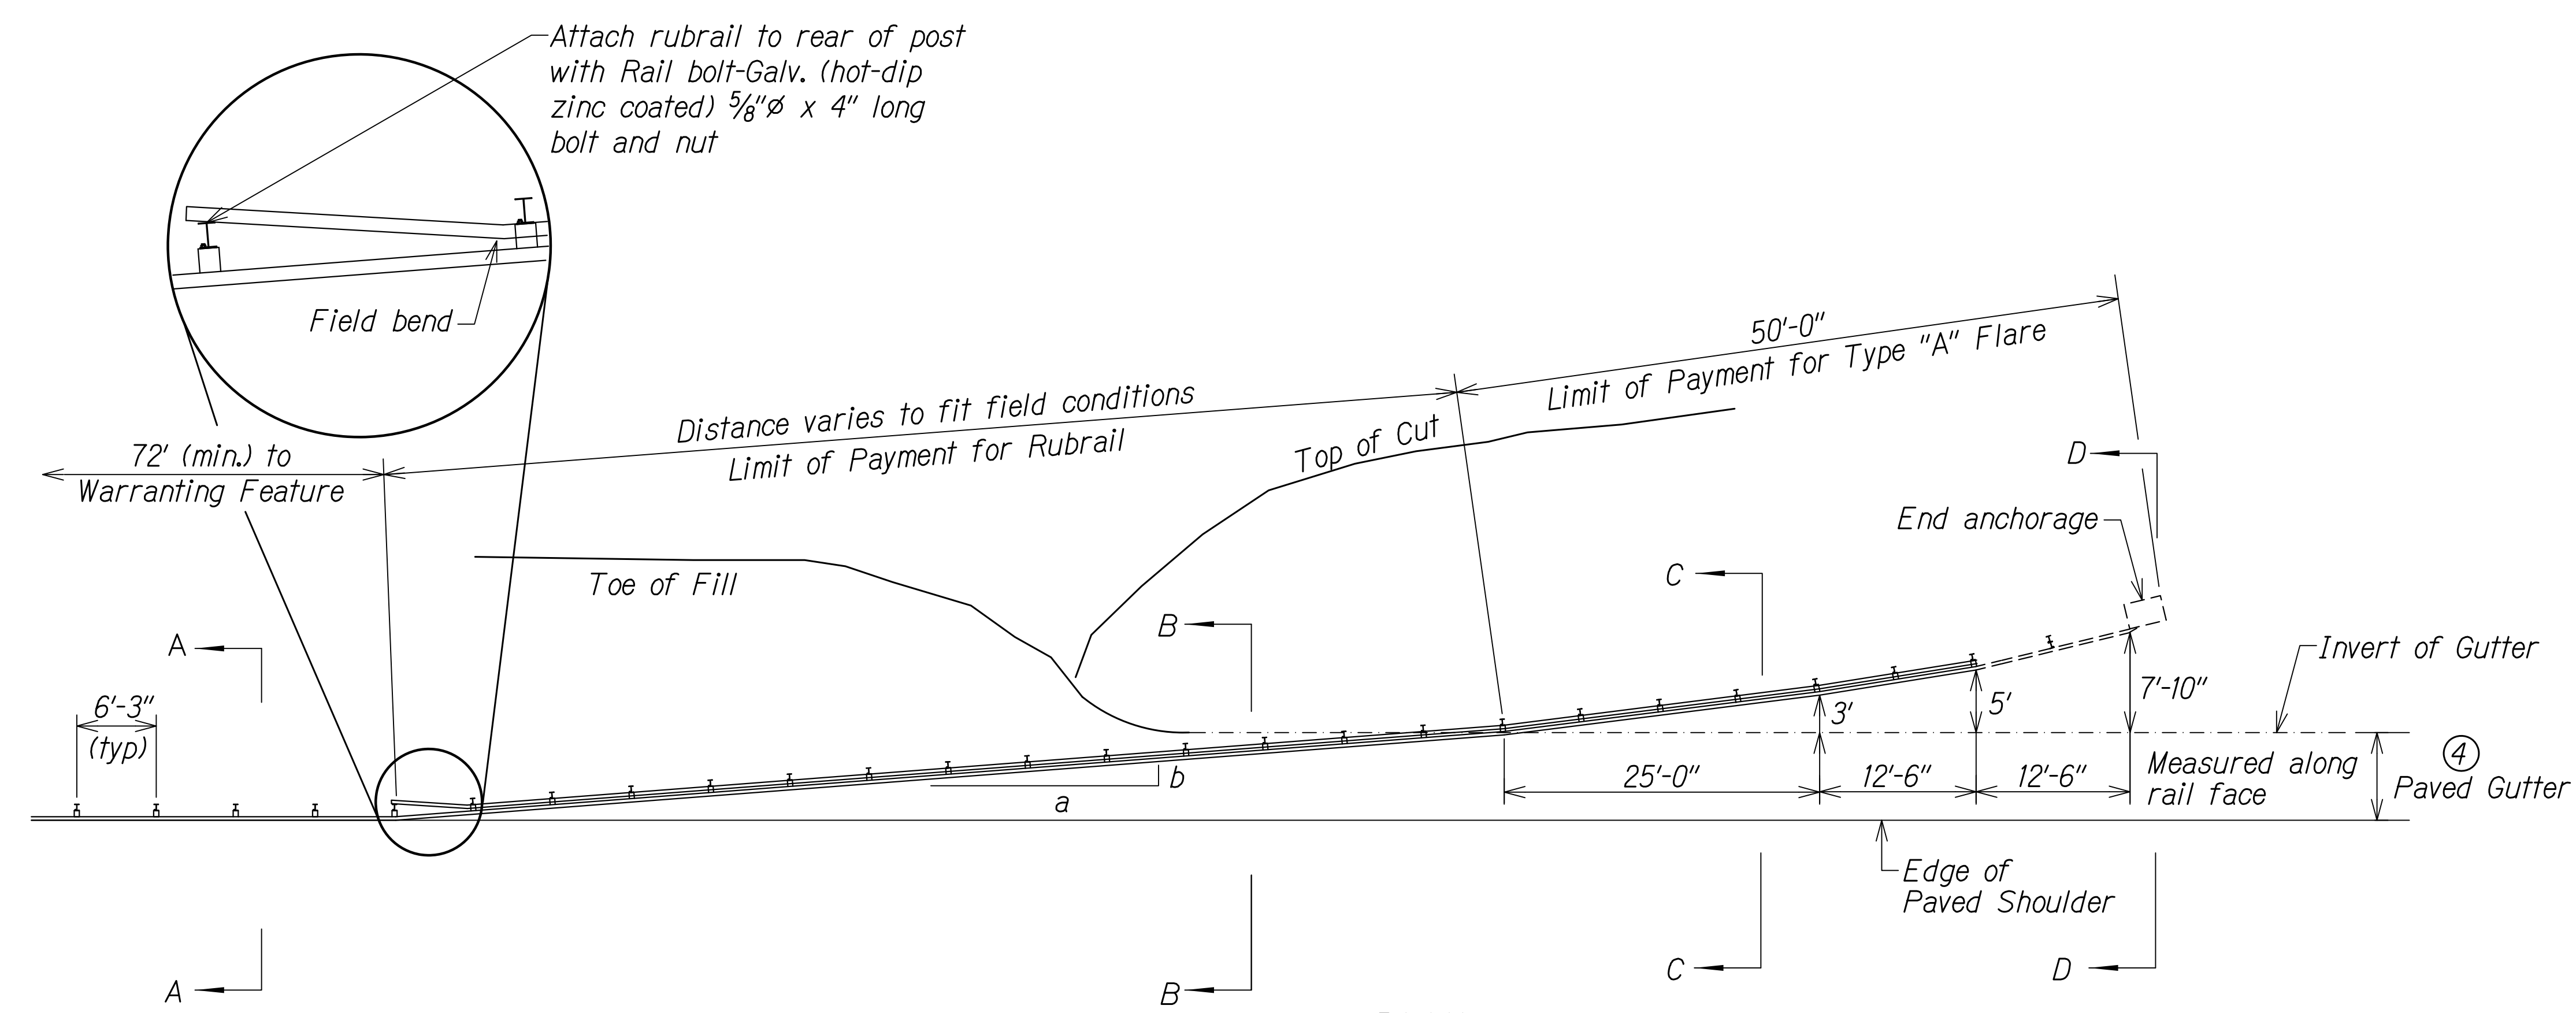 Attach rubrail to rear of post
with Rail bolt-Galv. (hot-dip
zinc coated) 5/8"ø x 4" long
bolt and nut
Field bend
50'-0"
Limit of Payment for Type "A" Flare
Distance varies to fit field conditions
Limit of Payment for Rubrail
Top of Cut
72' (min.) to
Warranting Feature
D
End anchorage
Toe of Fill
C
B
A
Invert of Gutter
6'-3"
(typ)
7'-10"
5'
3'
4
Paved Gutter
Measured along
rail face
25'-0"
12'-6"
12'-6"
b
a
Edge of
Paved Shoulder
A
B
C
D